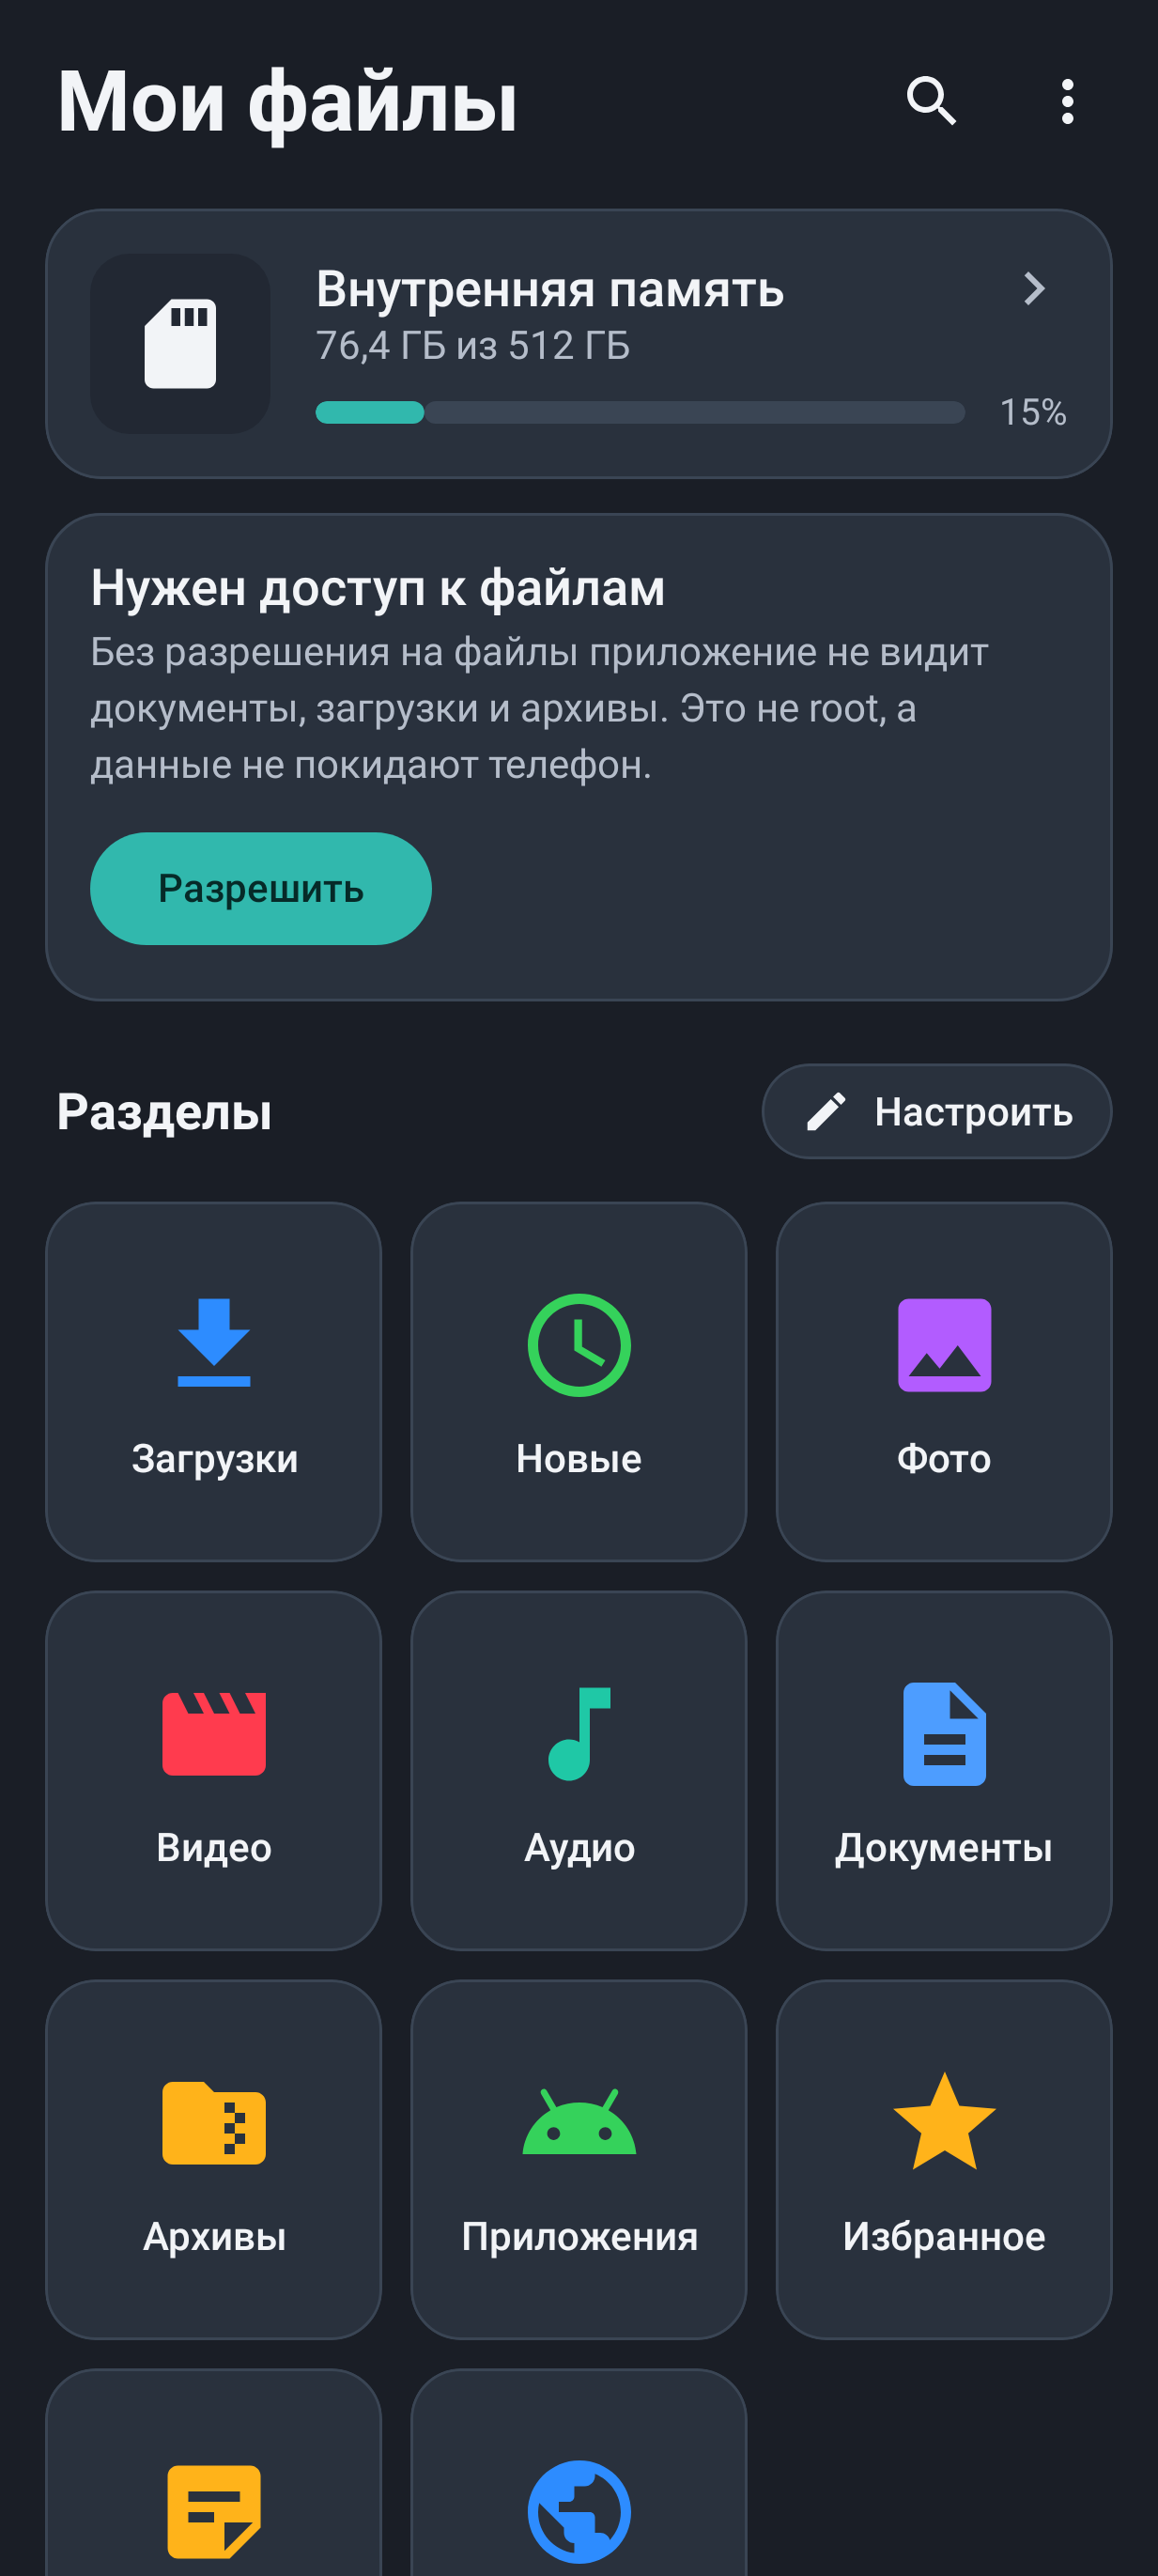 Мои файлы
Внутренняя память
76,4 ГБ из 512 ГБ
15%
Нужен доступ к файлам
Без разрешения на файлы приложение не видит
документы, загрузки и архивы. Это не root, а
данные не покидают телефон.
Разрешить
Разделы
Настроить
Загрузки
Новые
Фото
Видео
Аудио
Документы
Архивы
Приложения
Избранное